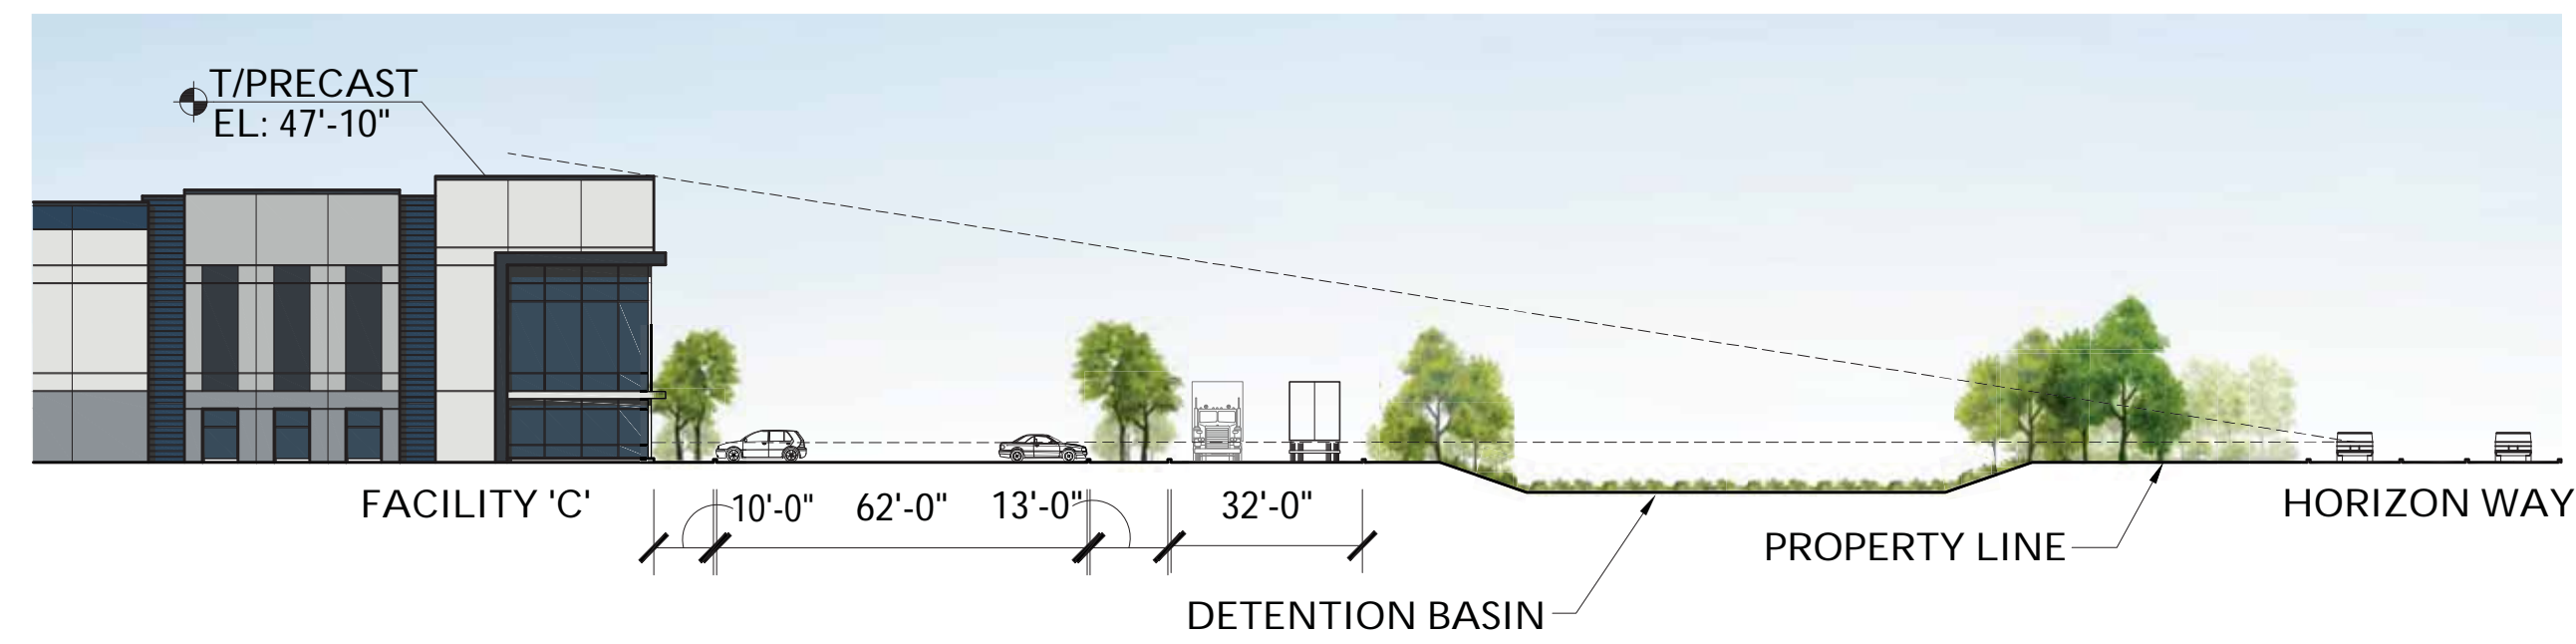 T/PRECAST
EL: 47'-10"
FACILITY 'C'
10'-0"
62'-0"
13'-0"
32'-0"
HORIZON WAY
PROPERTY LINE
DETENTION BASIN